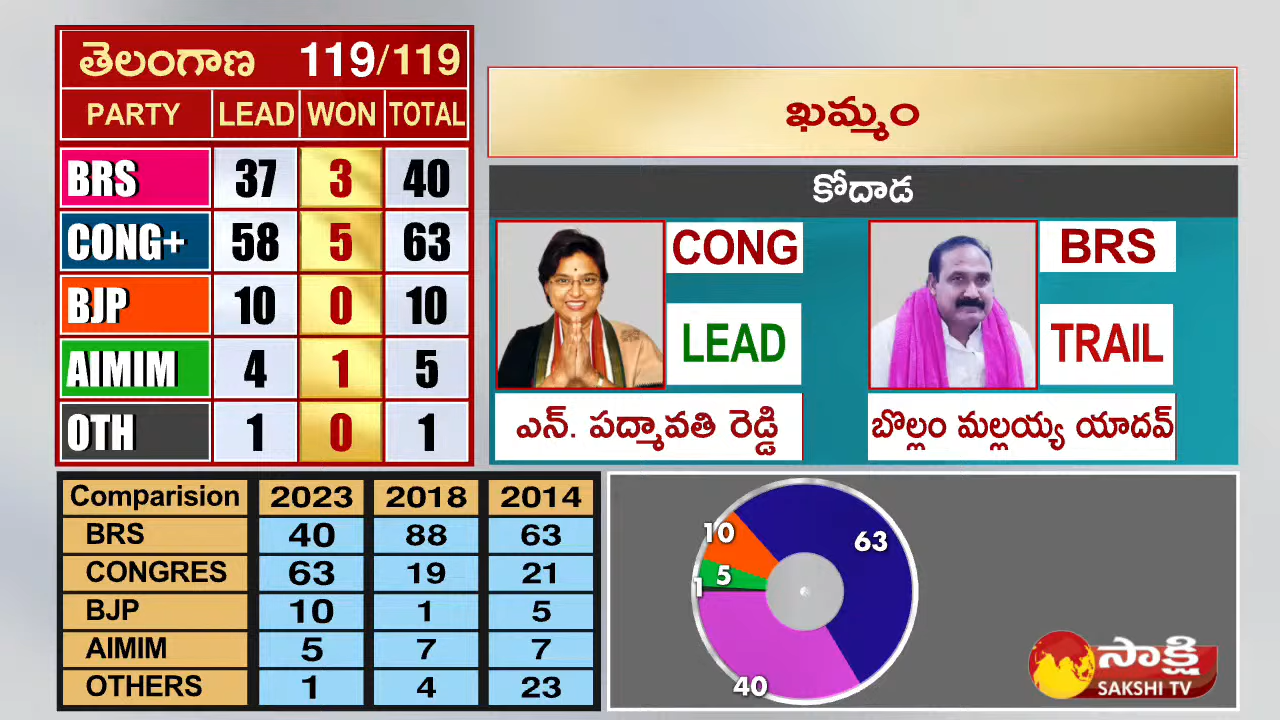 తెలంగాణ 119/119
PARTY LEAD WON TOTAL
BRS 37 3 40
CONG+ 58 5 63
BJP 10 0 10
AIMIM 4 1 5
OTH 1 0 1
ఖమ్మం
కోదాడ
CONG
LEAD
ఎన్. పద్మావతి రెడ్డి
BRS
TRAIL
బొల్లం మల్లయ్య యాదవ్
Comparision 2023 2018 2014
BRS 40 88 63
CONGRES 63 19 21
BJP 10 1 5
AIMIM 5 7 7
OTHERS 1 4 23
10
63
5
1
40
సాక్షి
SAKSHI TV